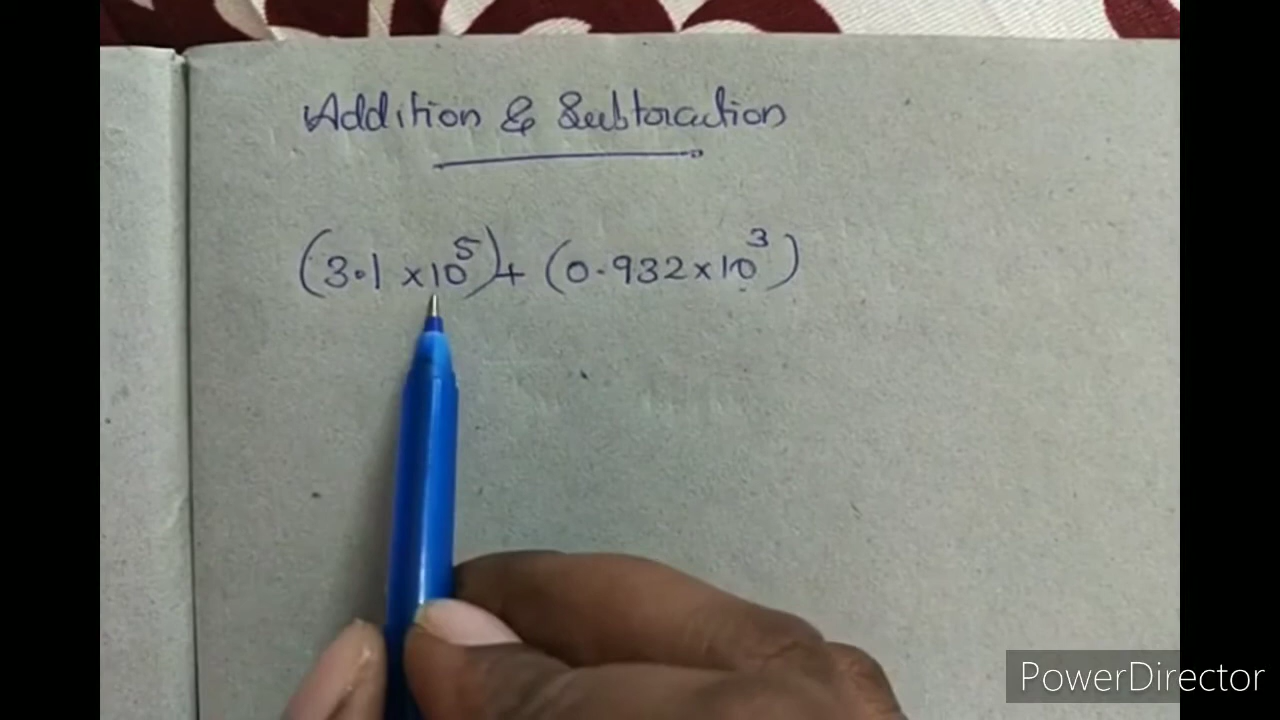 Addition & Subtraction
(3.1 ×10⁵)+ (0.932×10³)
PowerDirector